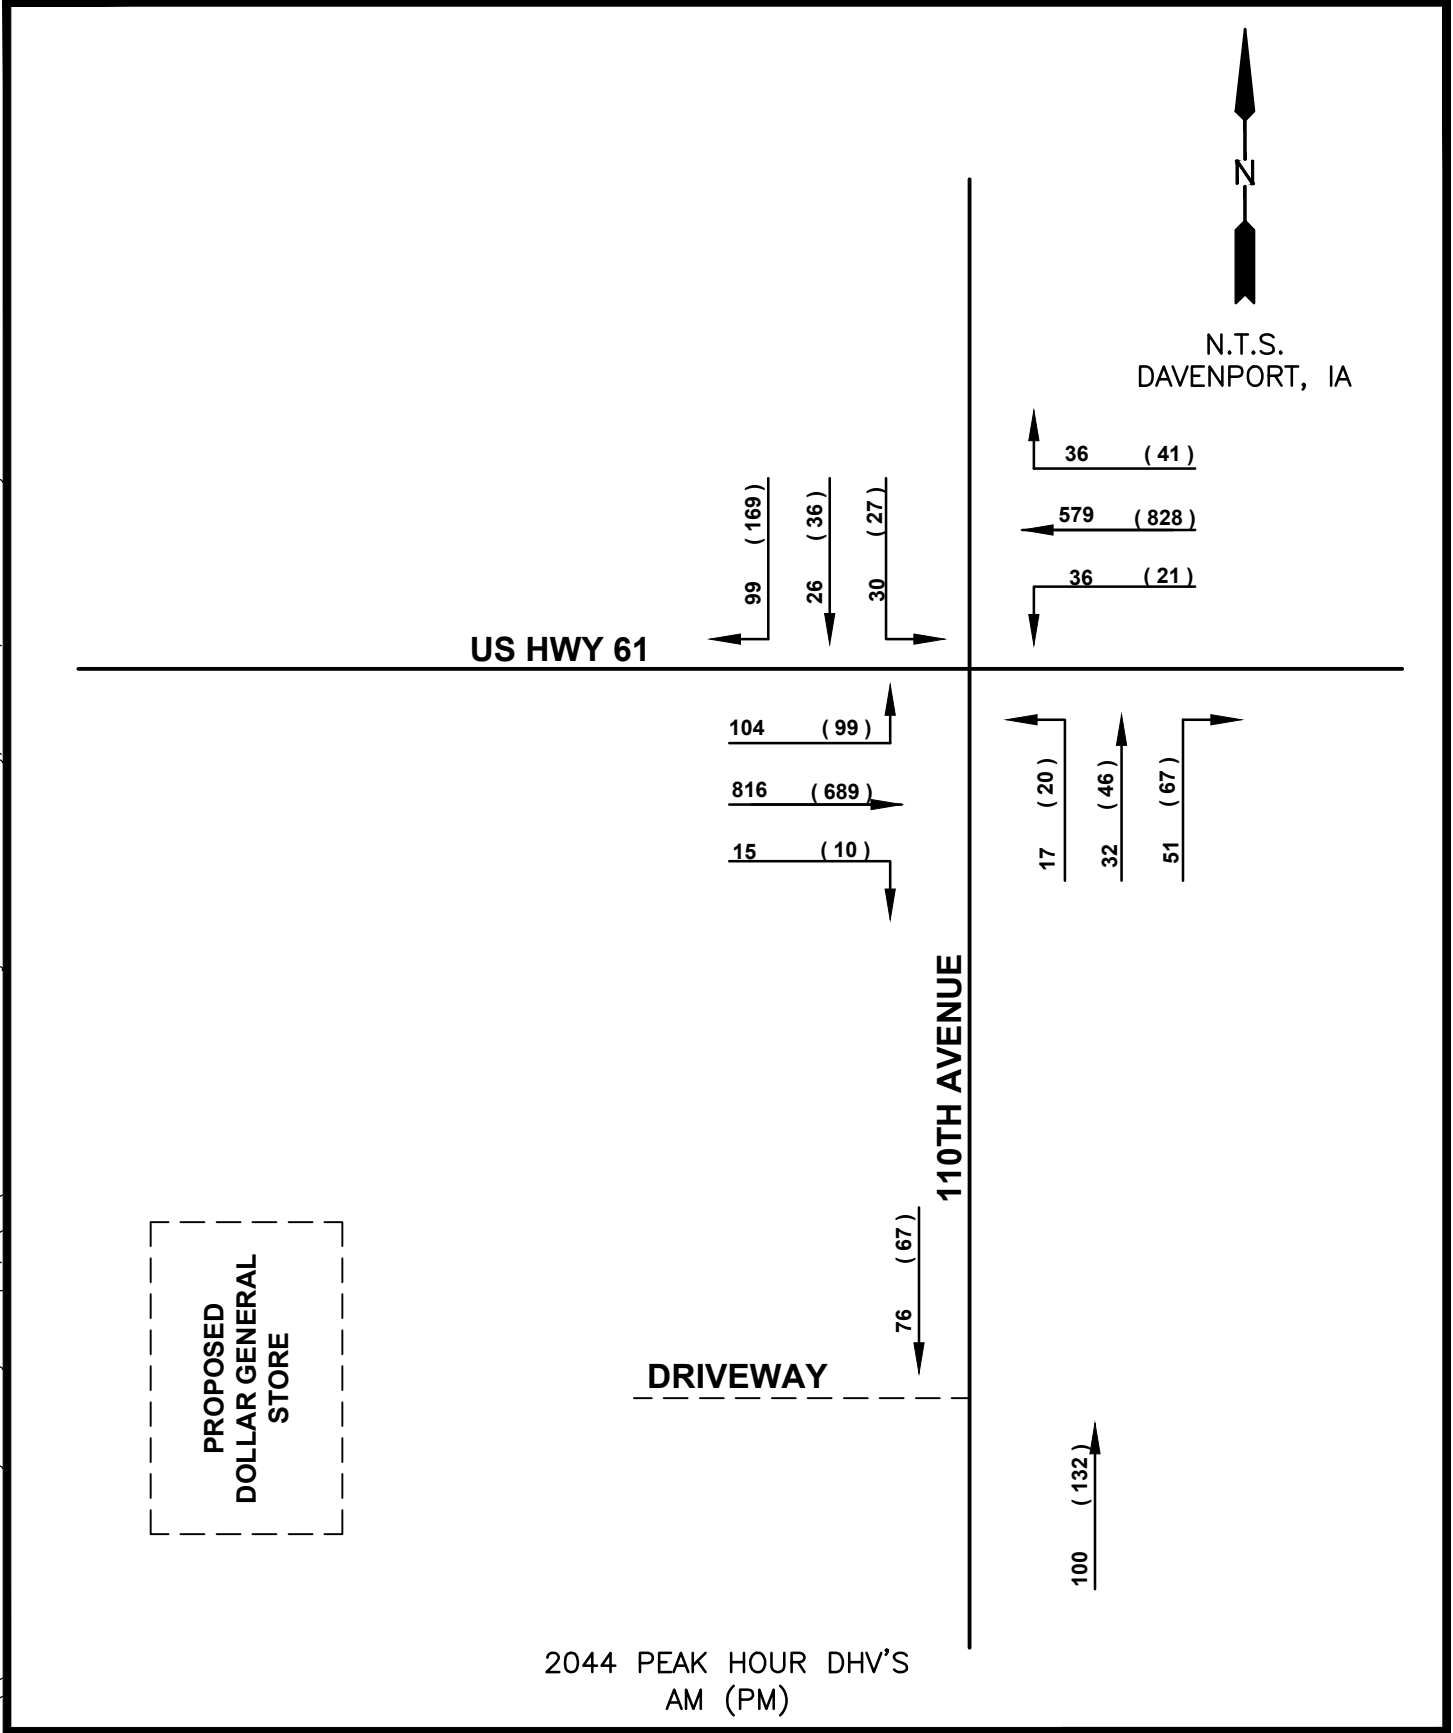 N
N.T.S.
DAVENPORT, IA
36 ( 41 )
579 ( 828 )
36 ( 21 )
99 ( 169 )
26 ( 36 )
30 ( 27 )
US HWY 61
104 ( 99 )
816 ( 689 )
15 ( 10 )
17 ( 20 )
32 ( 46 )
51 ( 67 )
110TH AVENUE
76 ( 67 )
PROPOSED
DOLLAR GENERAL
STORE
DRIVEWAY
100 ( 132 )
2044 PEAK HOUR DHV'S
AM (PM)